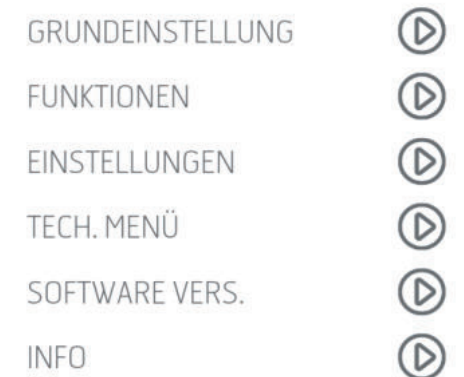 GRUNDEINSTELLUNG
FUNKTIONEN
EINSTELLUNGEN
TECH. MENÜ
SOFTWARE VERS.
INFO